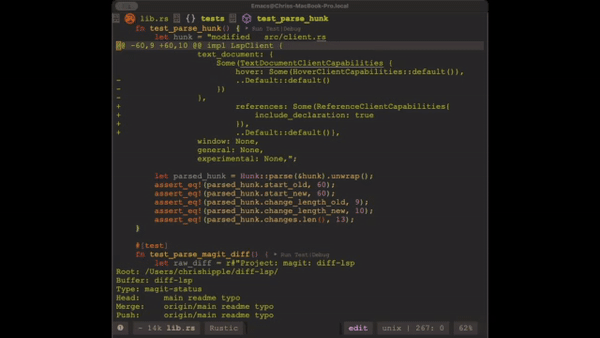 Emacs@Chriss-MacBook-Pro.local
lib.rs {} tests test_parse_hunk
fn test_parse_hunk() { Run Test|Debug
let hunk = "modified   src/client.rs
@@ -60,9 +60,10 @@ impl LspClient {
text_document: {
Some(TextDocumentClientCapabilities {
hover: Some(HoverClientCapabilities::default()),
- ..Default::default()
- })
- },
+ references: Some(ReferenceClientCapabilities{
+ include_declaration: true
+ }),
+ ..Default::default()}),
window: None,
general: None,
experimental: None,";
let parsed_hunk = Hunk::parse(&hunk).unwrap();
assert_eq!(parsed_hunk.start_old, 60);
assert_eq!(parsed_hunk.start_new, 60);
assert_eq!(parsed_hunk.change_length_old, 9);
assert_eq!(parsed_hunk.change_length_new, 10);
assert_eq!(parsed_hunk.changes.len(), 13);
}
#[test]
fn test_parse_magit_diff() { Run Test|Debug
let raw_diff = r#"Project: magit: diff-lsp
Root: /Users/chrishipple/diff-lsp/
Buffer: diff-lsp
Type: magit-status
Head:     main readme typo
Merge:    origin/main readme typo
Push:     origin/main readme typo
~ 14k lib.rs Rustic edit unix | 267: 0 62%